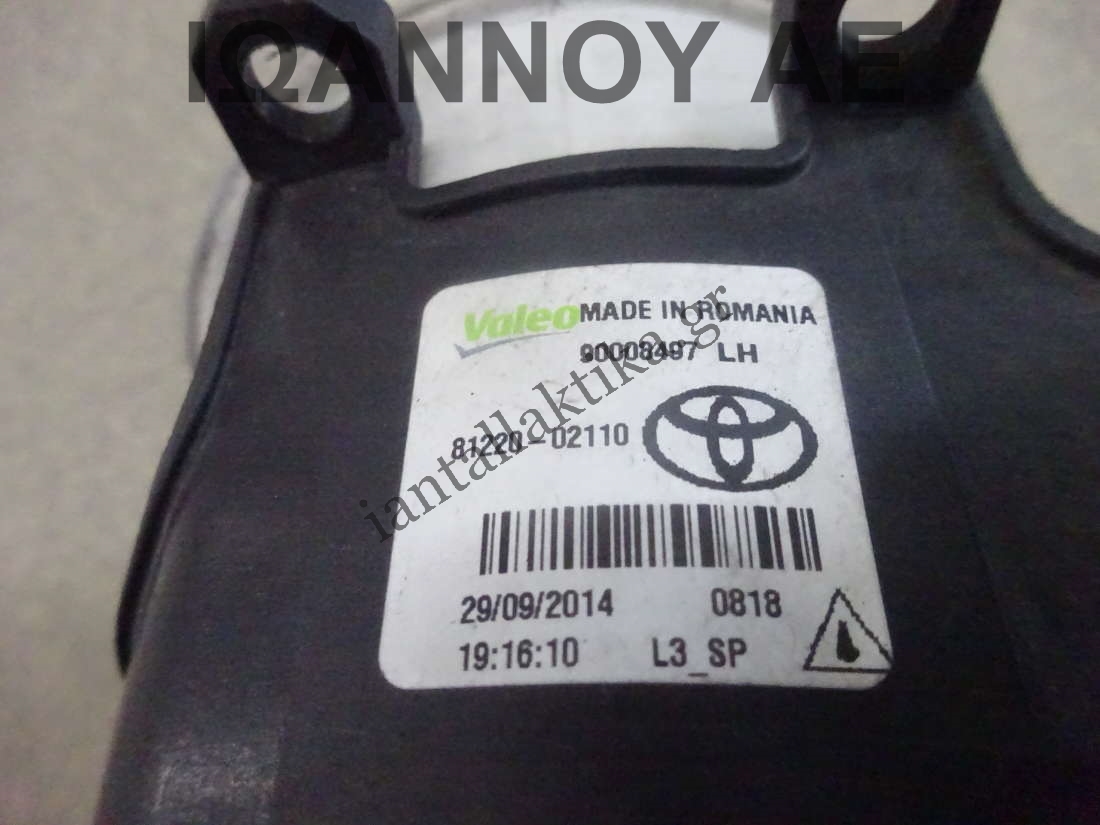 ΙΩΑΝΝΟΥ ΑΕ
Valeo MADE IN ROMANIA
90008497 LH
81220-02110
iantallaktika.gr
29/09/2014 0818
19:16:10 L3_SP